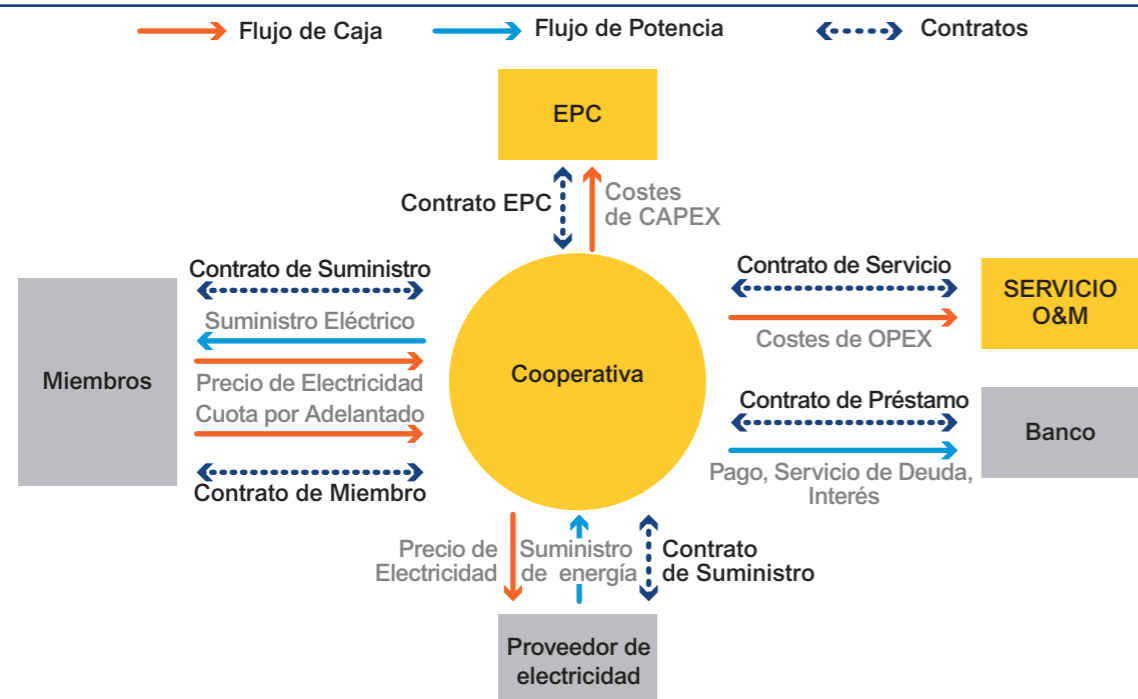 Flujo de Caja
Flujo de Potencia
Contratos
EPC
Contrato EPC
Costes
de CAPEX
Contrato de Suministro
Suministro Eléctrico
Precio de Electricidad
Cuota por Adelantado
Contrato de Miembro
Miembros
Cooperativa
Contrato de Servicio
Costes de OPEX
SERVICIO
O&M
Contrato de Préstamo
Pago, Servicio de Deuda,
Interés
Banco
Precio de
Electricidad
Suministro
de energía
Contrato
de Suministro
Proveedor de
electricidad